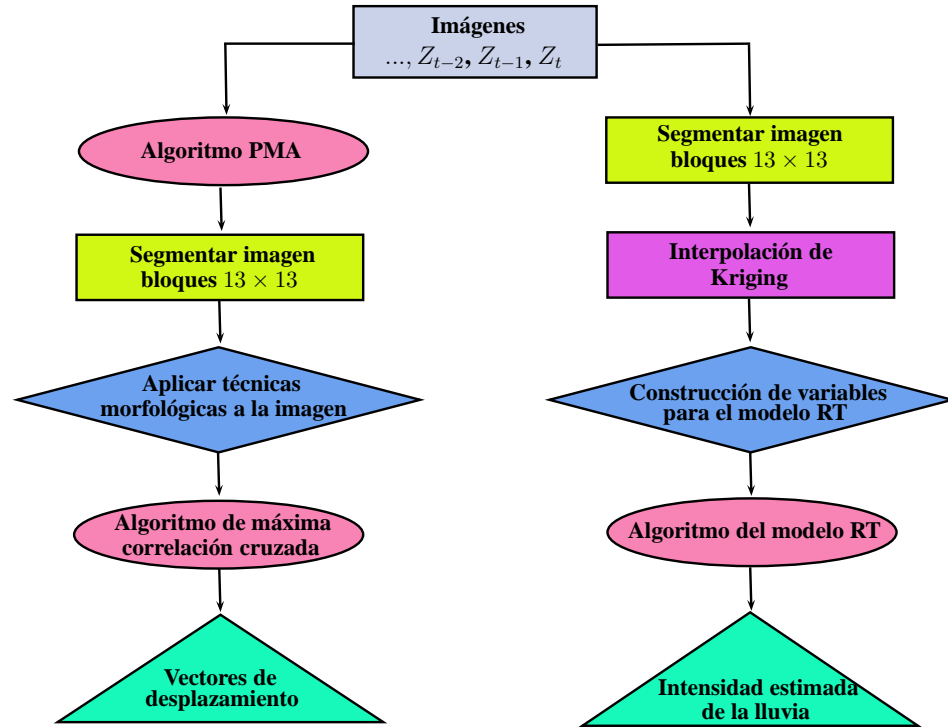 Imágenes
..., Z_{t-2}, Z_{t-1}, Z_t
Algoritmo PMA
Segmentar imagen
bloques 13 × 13
Aplicar técnicas
morfológicas a la imagen
Algoritmo de máxima
correlación cruzada
Vectores de
desplazamiento
Segmentar imagen
bloques 13 × 13
Interpolación de
Kriging
Construcción de variables
para el modelo RT
Algoritmo del modelo RT
Intensidad estimada
de la lluvia